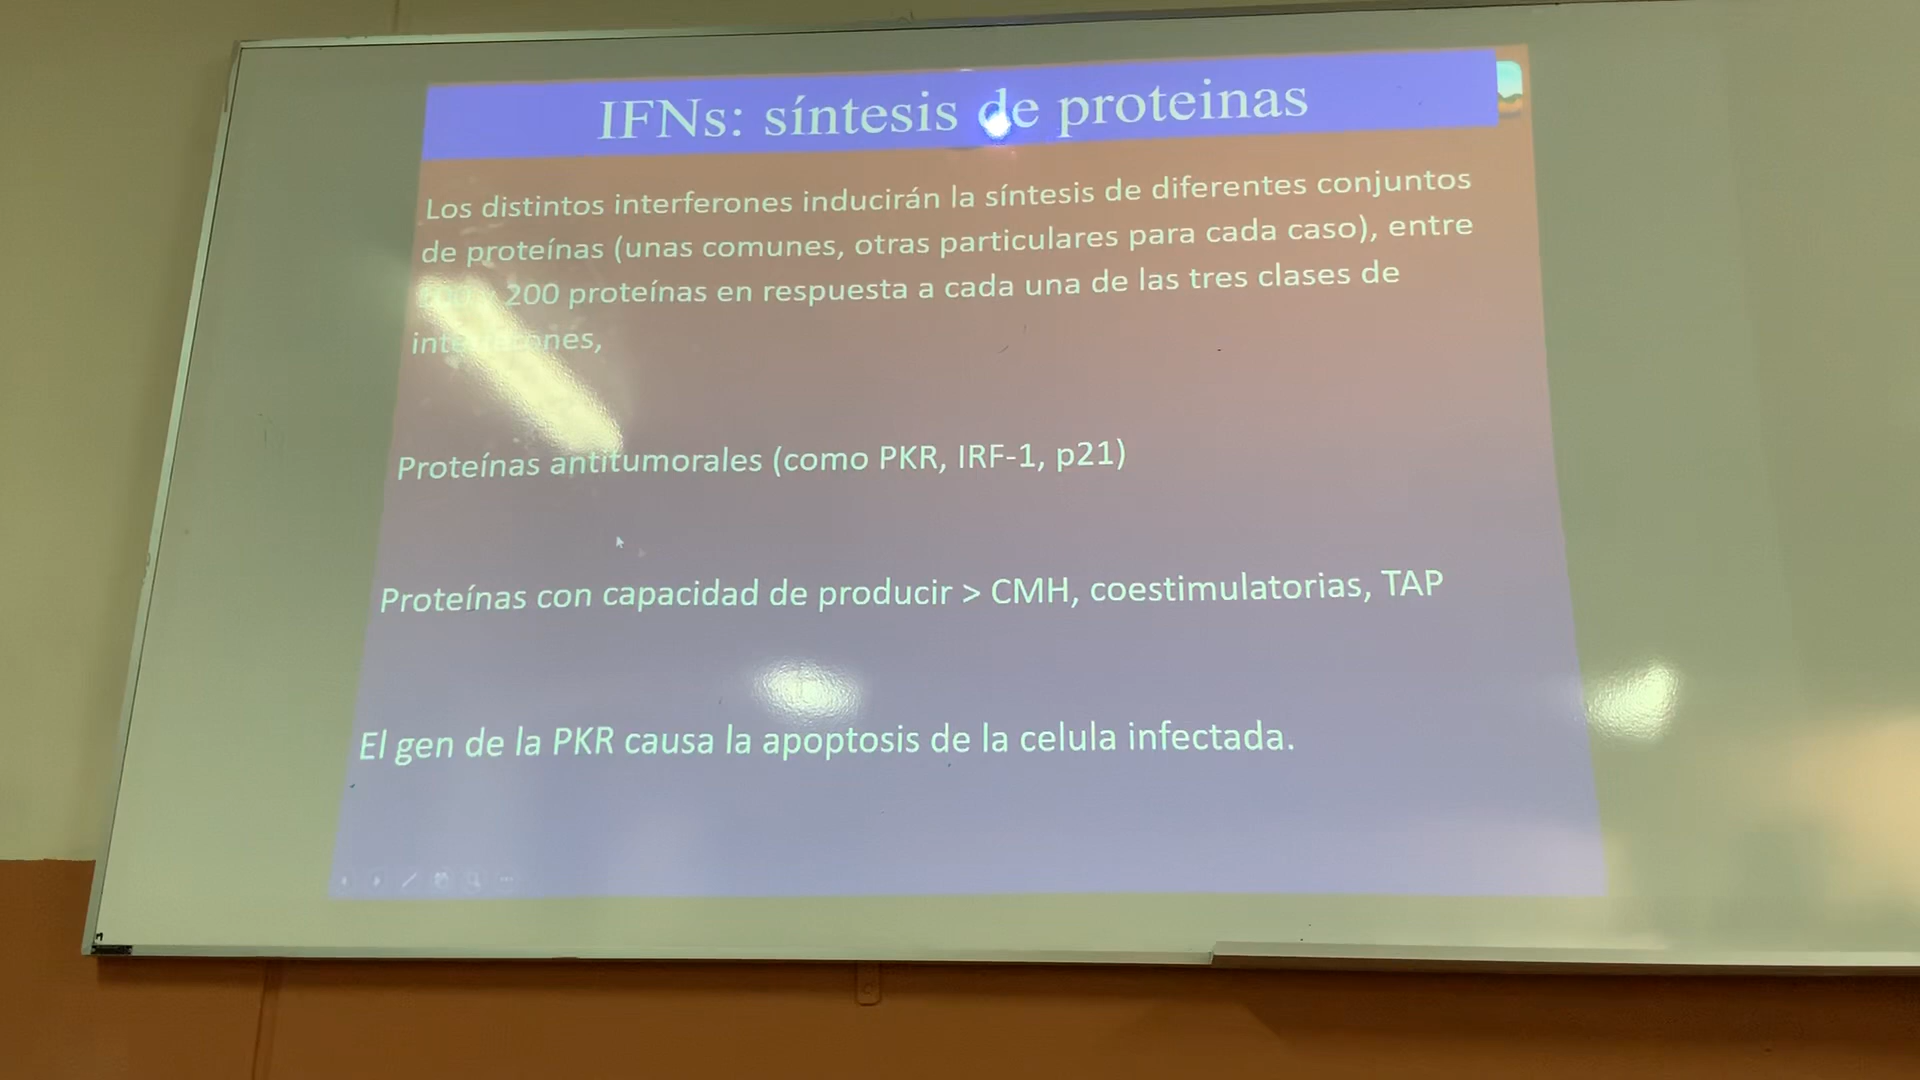 IFNs: síntesis de proteinas
Los distintos interferones inducirán la síntesis de diferentes conjuntos
de proteínas (unas comunes, otras particulares para cada caso), entre
200 proteínas en respuesta a cada una de las tres clases de
interferones,
Proteínas antitumorales (como PKR, IRF-1, p21)
Proteínas con capacidad de producir > CMH, coestimulatorias, TAP
El gen de la PKR causa la apoptosis de la celula infectada.